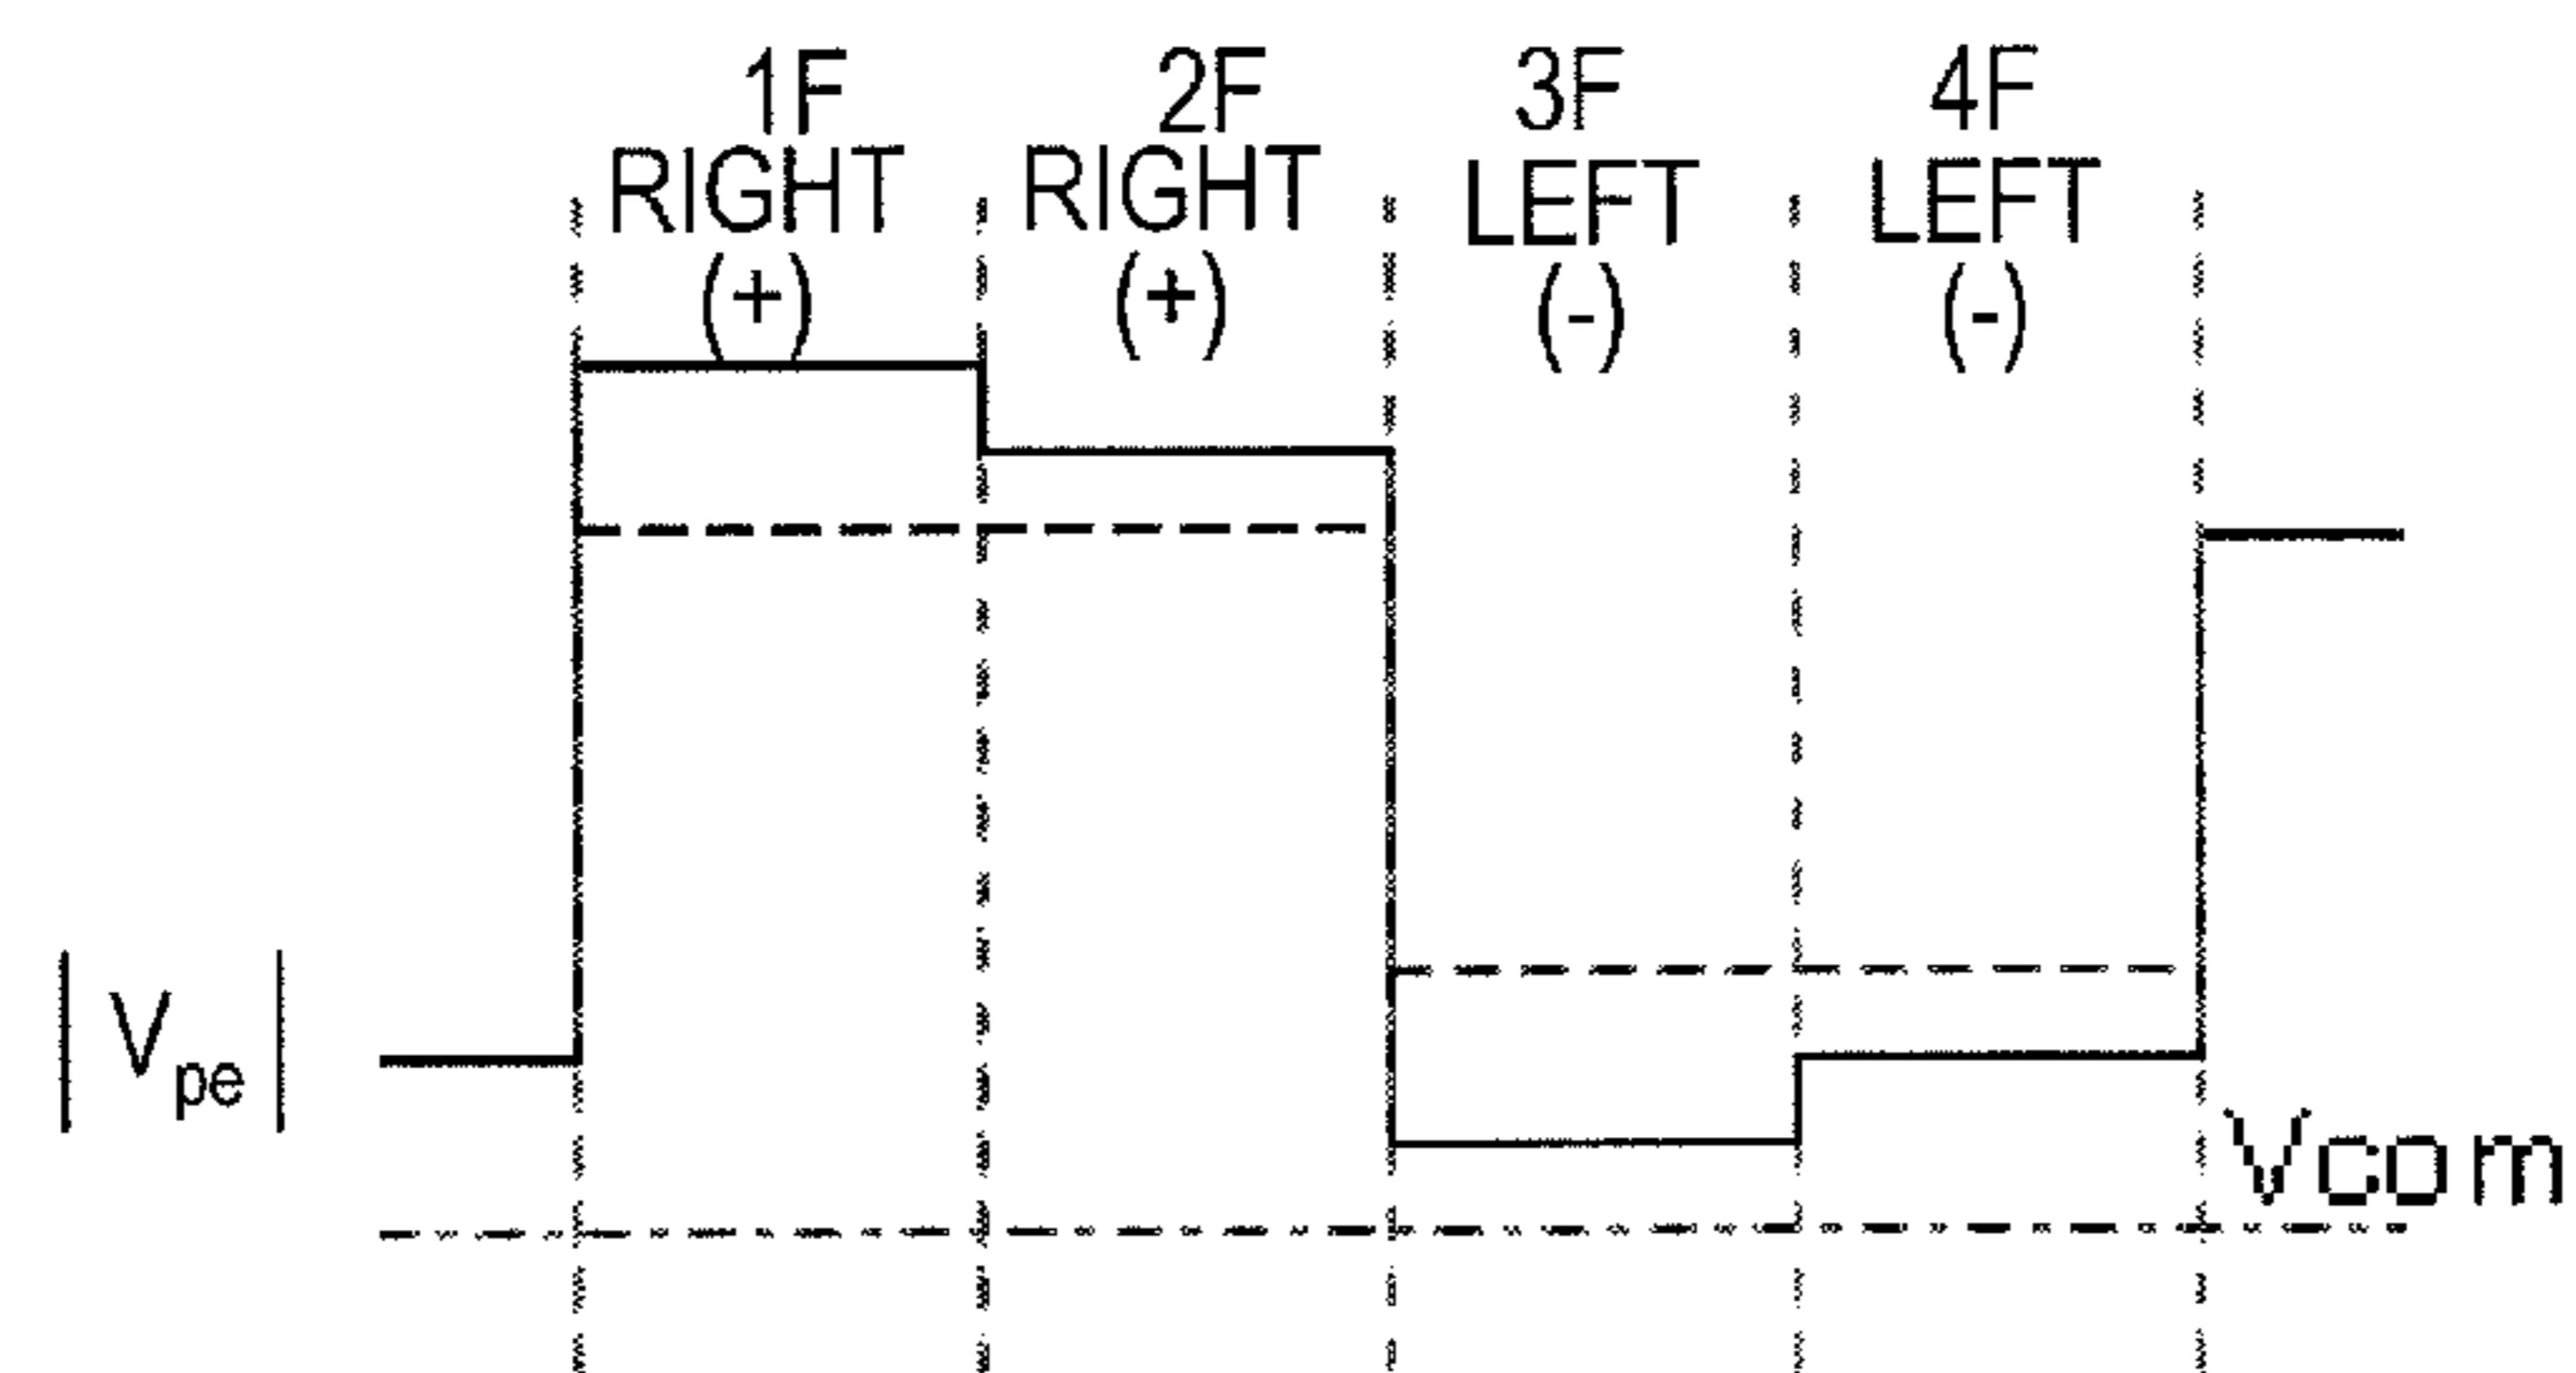 1F 2F 3F 4F
RIGHT RIGHT LEFT LEFT
(+) (+) (-) (-)
| Vpe |
Vcom